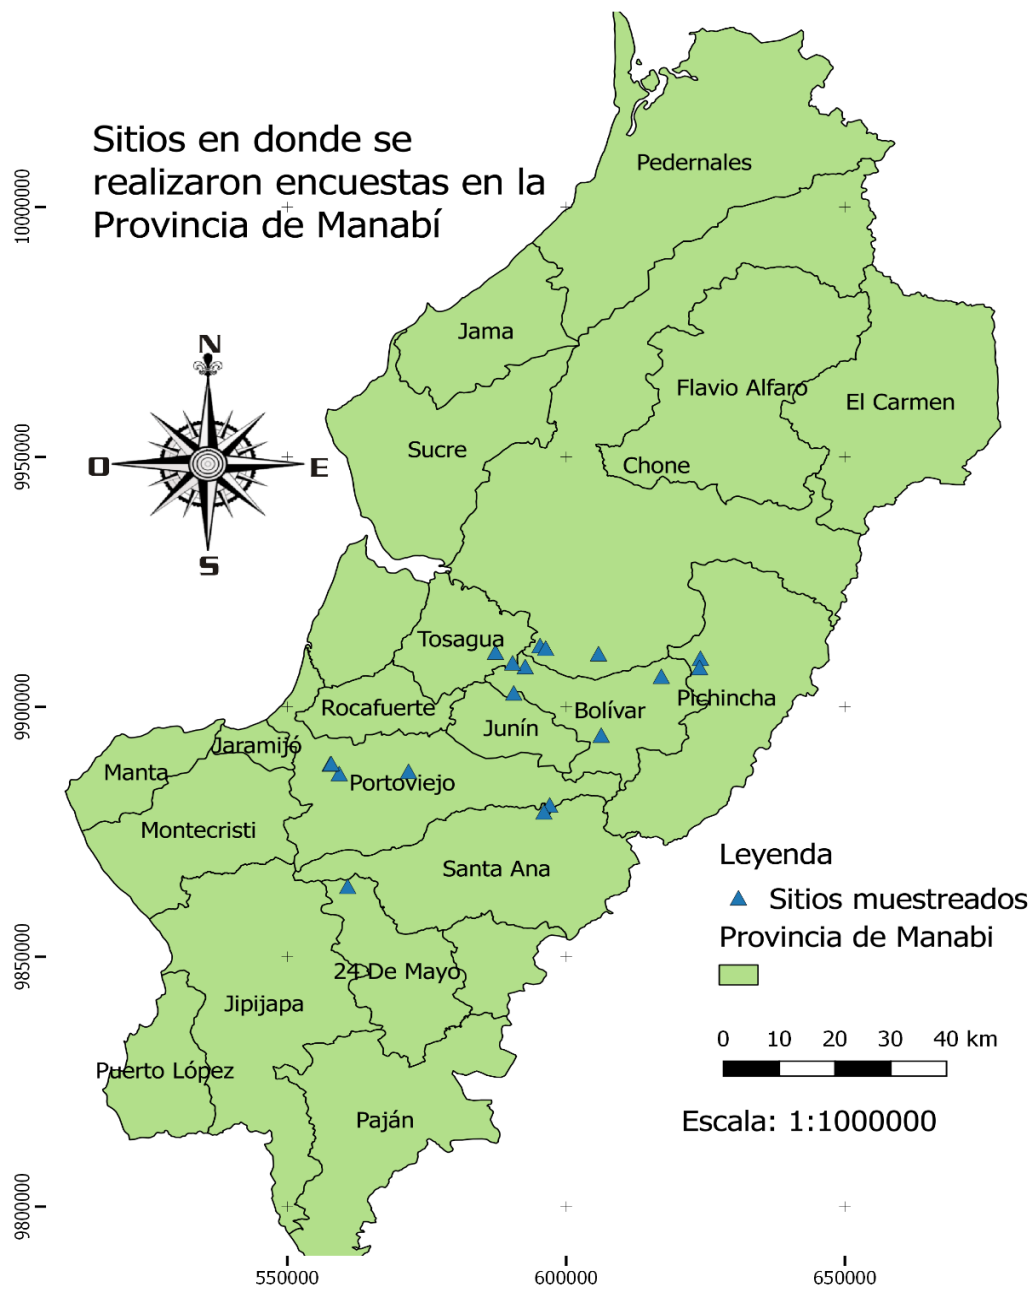 Sitios en donde se
realizaron encuestas en la
Provincia de Manabí
Pedernales
10000000
Jama
N
Flavio Alfaro
El Carmen
Sucre
Chone
O
E
9950000
S
Tosagua
Pichincha
Rocafuerte
Bolívar
9900000
Junín
Jaramijó
Manta
Portoviejo
Montecristi
Leyenda
Santa Ana
Sitios muestreados
Provincia de Manabi
9850000
24 De Mayo
Jipijapa
0 10 20 30 40 km
Puerto López
Paján
Escala: 1:1000000
9800000
550000 600000 650000